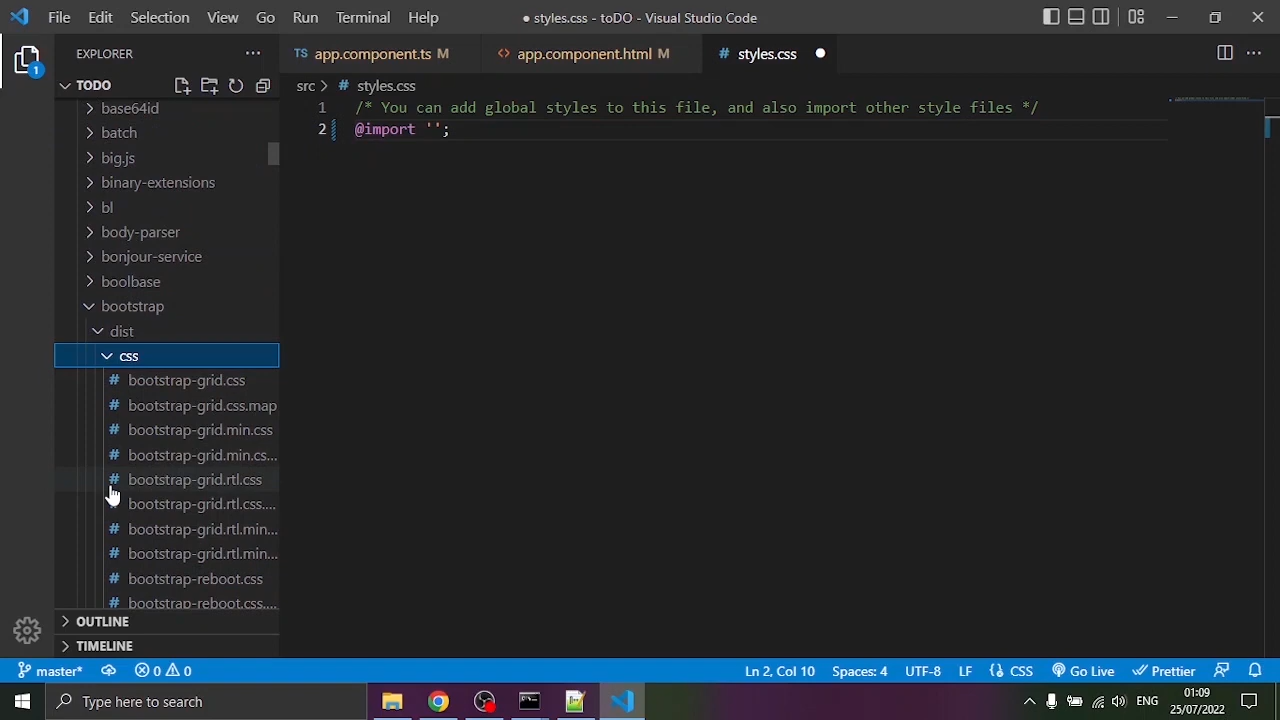 File Edit Selection View Go Run Terminal Help
● styles.css - toDO - Visual Studio Code
EXPLORER
TS app.component.ts M
<> app.component.html M
# styles.css ●
1
TODO
src > # styles.css
base64id
batch
big.js
binary-extensions
bl
body-parser
bonjour-service
boolbase
bootstrap
dist
css
# bootstrap-grid.css
# bootstrap-grid.css.map
# bootstrap-grid.min.css
# bootstrap-grid.min.cs...
# bootstrap-grid.rtl.css
# bootstrap-grid.rtl.css....
# bootstrap-grid.rtl.min...
# bootstrap-grid.rtl.min...
# bootstrap-reboot.css
bootstrap-reboot.css....
OUTLINE
TIMELINE
1 /* You can add global styles to this file, and also import other style files */
2 @import '';
master* 0 0
Ln 2, Col 10 Spaces: 4 UTF-8 LF CSS Go Live Prettier
Type here to search
ENG
01:09
25/07/2022